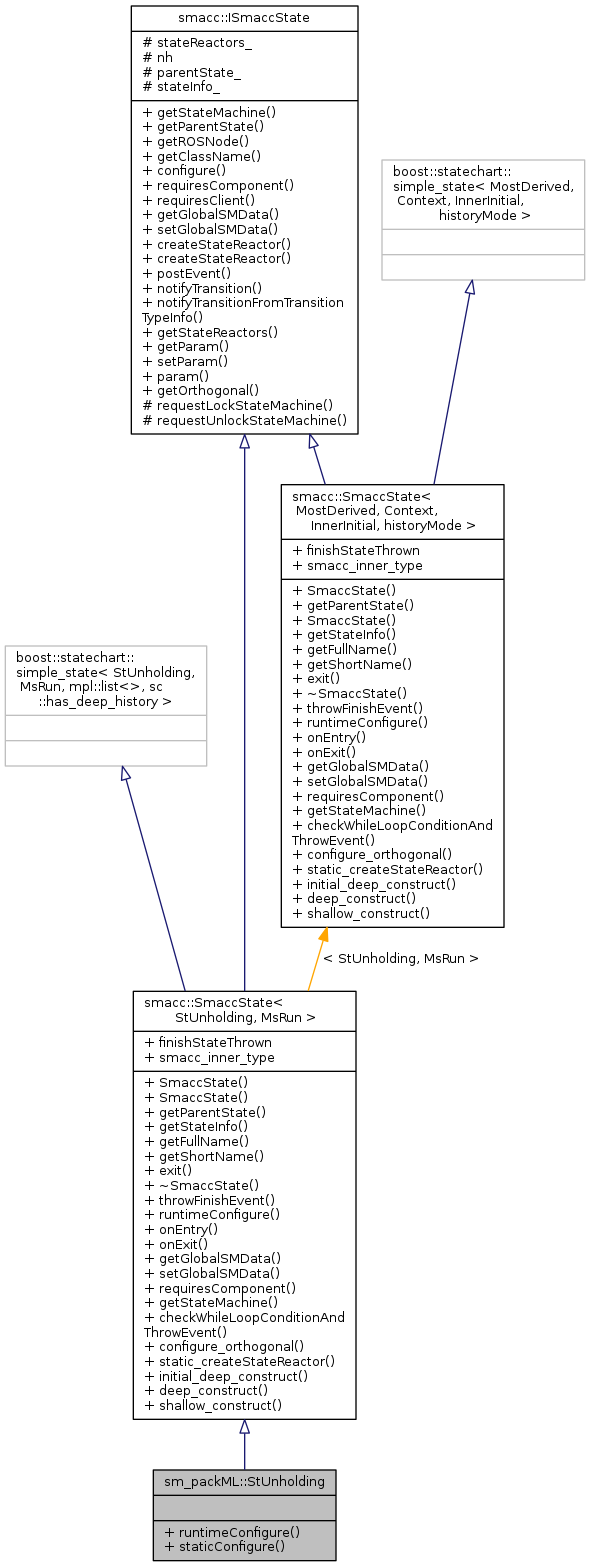 smacc::ISmaccState
# stateReactors_
# nh
# parentState_
# stateInfo_
+ getStateMachine()
+ getParentState()
+ getROSNode()
+ getClassName()
+ configure()
+ requiresComponent()
+ requiresClient()
+ getGlobalSMData()
+ setGlobalSMData()
+ createStateReactor()
+ createStateReactor()
+ postEvent()
+ notifyTransition()
+ notifyTransitionFromTransition
TypeInfo()
+ getStateReactors()
+ getParam()
+ setParam()
+ param()
+ getOrthogonal()
# requestLockStateMachine()
# requestUnlockStateMachine()
boost::statechart::
simple_state< MostDerived,
Context, InnerInitial,
historyMode >
smacc::SmaccState<
MostDerived, Context,
InnerInitial, historyMode >
+ finishStateThrown
+ smacc_inner_type
+ SmaccState()
+ getParentState()
+ SmaccState()
+ getStateInfo()
+ getFullName()
+ getShortName()
+ exit()
+ ~SmaccState()
+ throwFinishEvent()
+ runtimeConfigure()
+ onEntry()
+ onExit()
+ getGlobalSMData()
+ setGlobalSMData()
+ requiresComponent()
+ getStateMachine()
+ checkWhileLoopConditionAnd
ThrowEvent()
+ configure_orthogonal()
+ static_createStateReactor()
+ initial_deep_construct()
+ deep_construct()
+ shallow_construct()
boost::statechart::
simple_state< StUnholding,
MsRun, mpl::list<>, sc
::has_deep_history >
< StUnholding, MsRun >
smacc::SmaccState<
StUnholding, MsRun >
+ finishStateThrown
+ smacc_inner_type
+ SmaccState()
+ SmaccState()
+ getParentState()
+ getStateInfo()
+ getFullName()
+ getShortName()
+ exit()
+ ~SmaccState()
+ throwFinishEvent()
+ runtimeConfigure()
+ onEntry()
+ onExit()
+ getGlobalSMData()
+ setGlobalSMData()
+ requiresComponent()
+ getStateMachine()
+ checkWhileLoopConditionAnd
ThrowEvent()
+ configure_orthogonal()
+ static_createStateReactor()
+ initial_deep_construct()
+ deep_construct()
+ shallow_construct()
sm_packML::StUnholding
+ runtimeConfigure()
+ staticConfigure()